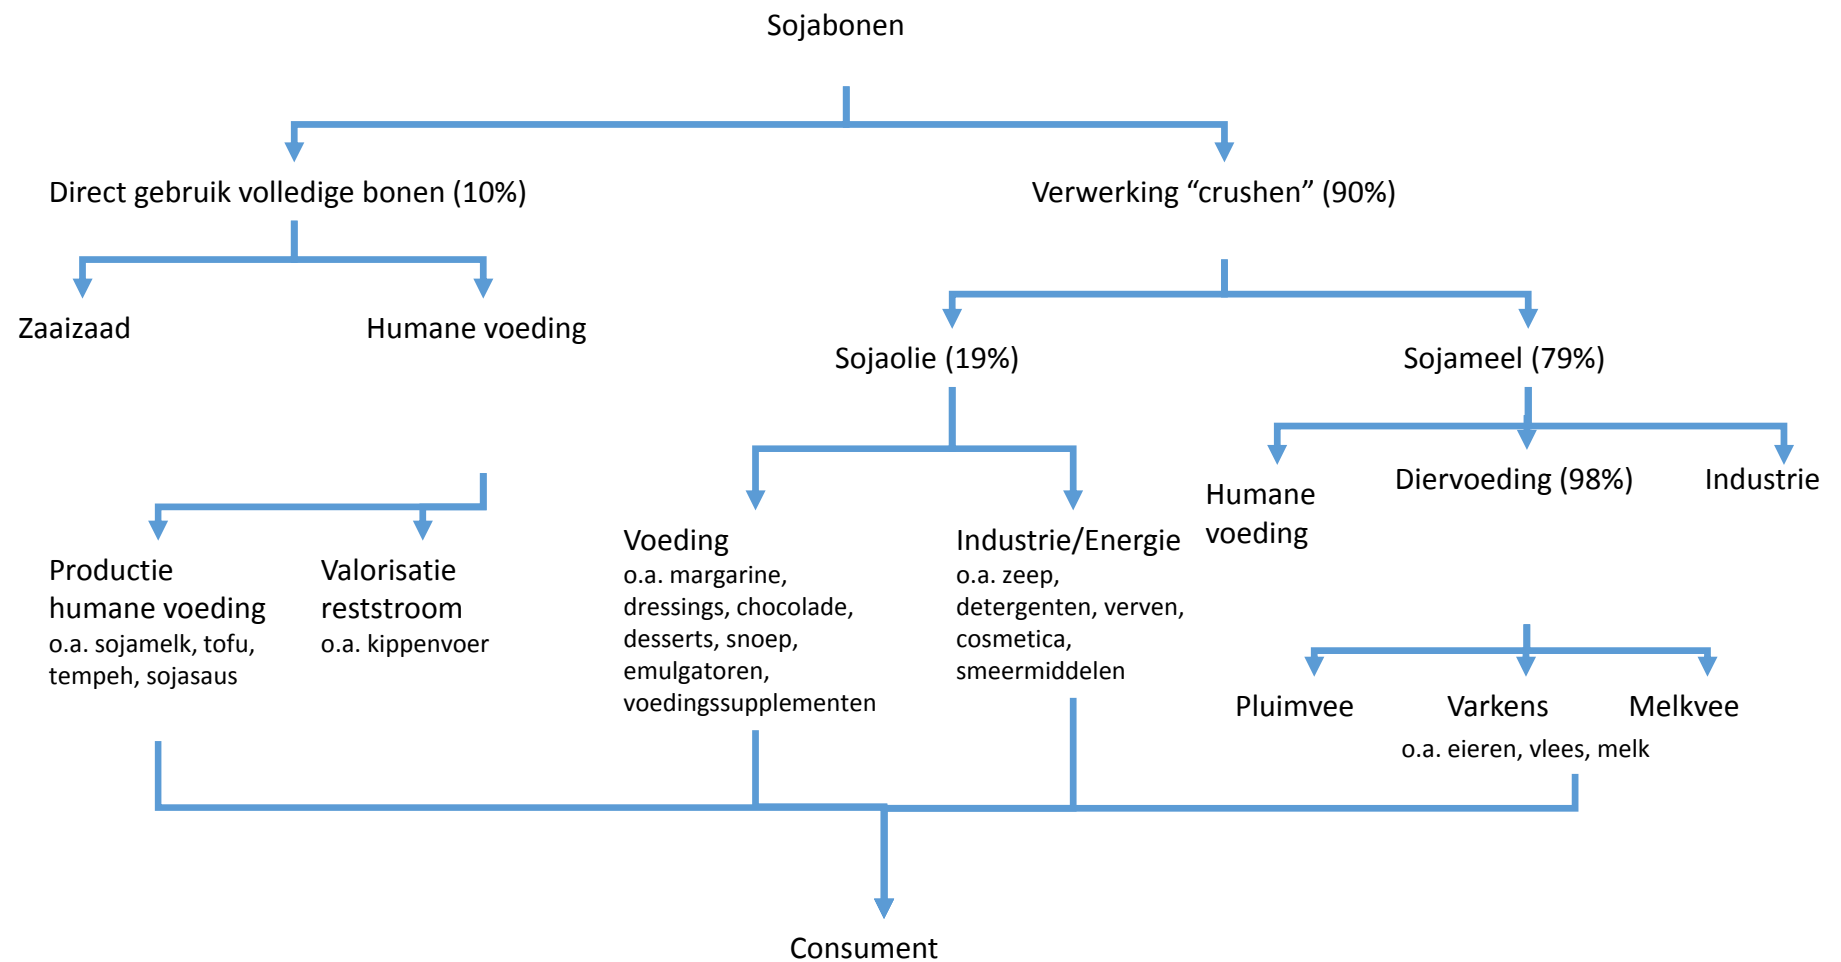 Sojabonen
Direct gebruik volledige bonen (10%)
Verwerking “crushen” (90%)
Zaaizaad
Humane voeding
Sojaolie (19%)
Sojameel (79%)
Productie
humane voeding
o.a. sojamelk, tofu,
tempeh, sojasaus
Valorisatie
reststroom
o.a. kippenvoer
Voeding
o.a. margarine,
dressings, chocolade,
desserts, snoep,
emulgatoren,
voedingssupplementen
Industrie/Energie
o.a. zeep,
detergenten, verven,
cosmetica,
smeermiddelen
Humane
voeding
Diervoeding (98%)
Industrie
Pluimvee
Varkens
Melkvee
o.a. eieren, vlees, melk
Consument